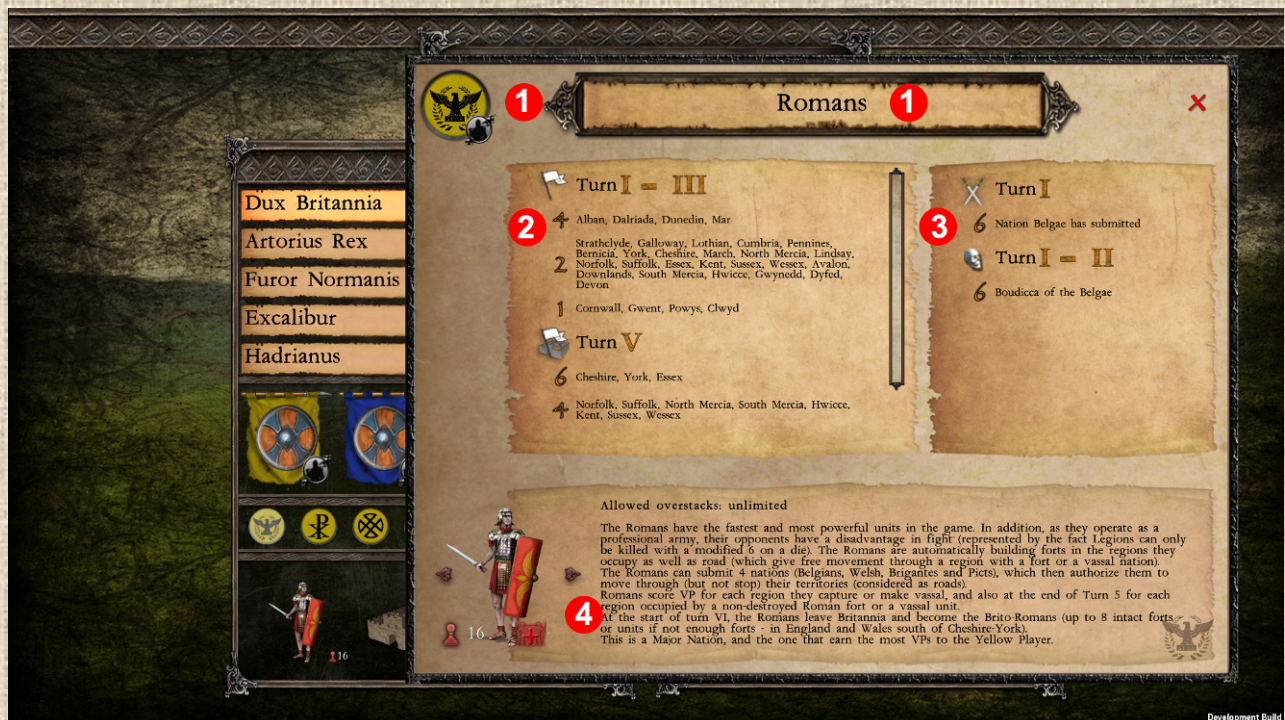 1
Romans
1
Dux Britannia
Artorius Rex
Furor Normanis
Excalibur
Hadrianus
16
Turn I - III
2
4 Alban, Dalriada, Dunedin, Mar
2 Strathclyde, Galloway, Lothian, Cumbria, Pennines,
Bernicia, York, Cheshire, March, North Mercia, Lindsay,
Norfolk, Suffolk, Essex, Kent, Sussex, Wessex, Avalon,
Downlands, South Mercia, Hwicce, Gwynedd, Dyfed,
Devon
1 Cornwall, Gwent, Powys, Clwyd
Turn V
6 Cheshire, York, Essex
4 Norfolk, Suffolk, North Mercia, South Mercia, Hwicce,
Kent, Sussex, Wessex
Turn I
3
6 Nation Belgae has submitted
Turn I - II
6 Boudicca of the Belgae
Allowed overstacks: unlimited
The Romans have the fastest and most powerful units in the game. In addition, as they operate as a
professional army, their opponents have a disadvantage in fight (represented by the fact Legions can only
be killed with a modified 6 on a die). The Romans are automatically building forts in the regions they
occupy as well as road (which give free movement through a region with a fort or a vassal nation).
The Romans can submit 4 nations (Belgians, Welsh, Brigantes and Picts), which then authorize them to
move through (but not stop) their territories (considered as roads).
Romans score VP for each region they capture or make vassal, and also at the end of Turn 5 for each
region occupied by a non-destroyed Roman fort or a vassal unit.
At the start of turn VI, the Romans leave Britannia and become the Brito-Romans (up to 8 intact forts
or units if not enough forts - in England and Wales south of Cheshire-York).
This is a Major Nation, and the one that earn the most VPs to the Yellow Player.
4
16
Development Build